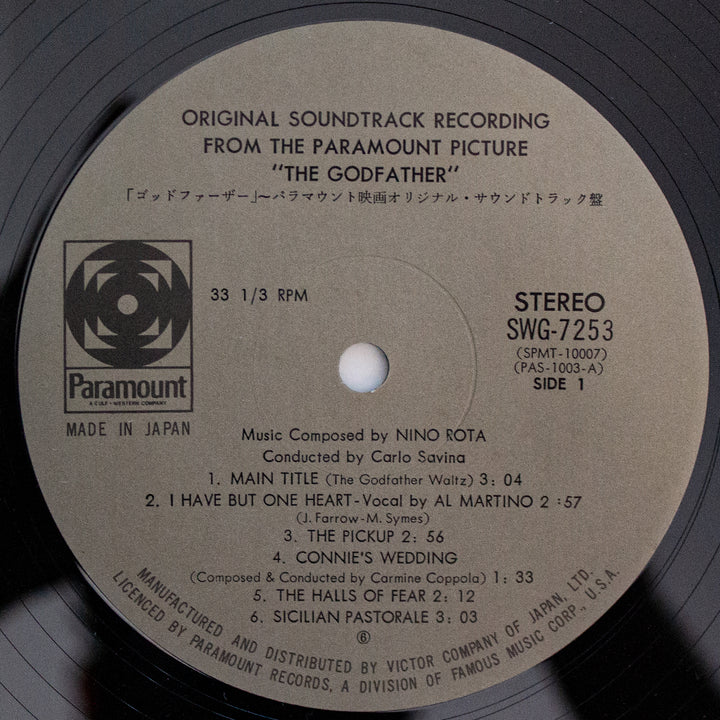 ORIGINAL SOUNDTRACK RECORDING
FROM THE PARAMOUNT PICTURE
"THE GODFATHER"
「ゴッドファーザー」〜パラマウント映画オリジナル・サウンドトラック盤
33 1/3 RPM
STEREO
SWG-7253
(SPMT-10007)
(PAS-1003-A)
SIDE 1
Paramount
A GULF+WESTERN COMPANY
MADE IN JAPAN
Music Composed by NINO ROTA
Conducted by Carlo Savina
1. MAIN TITLE (The Godfather Waltz) 3:04
2. I HAVE BUT ONE HEART-Vocal by AL MARTINO 2:57
(J. Farrow-M. Symes)
3. THE PICKUP 2:56
4. CONNIE'S WEDDING
(Composed & Conducted by Carmine Coppola) 1:33
5. THE HALLS OF FEAR 2:12
6. SICILIAN PASTORALE 3:03
⑥
MANUFACTURED AND DISTRIBUTED BY VICTOR COMPANY OF JAPAN, LTD.
LICENCED BY PARAMOUNT RECORDS, A DIVISION OF FAMOUS MUSIC CORP., U.S.A.